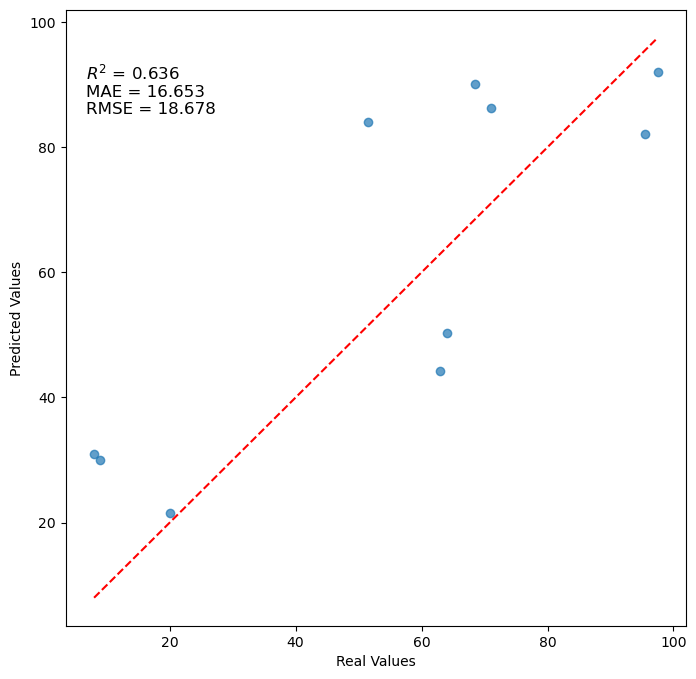 R² = 0.636
MAE = 16.653
RMSE = 18.678
Predicted Values
100
80
60
40
20
20 40 60 80 100
Real Values